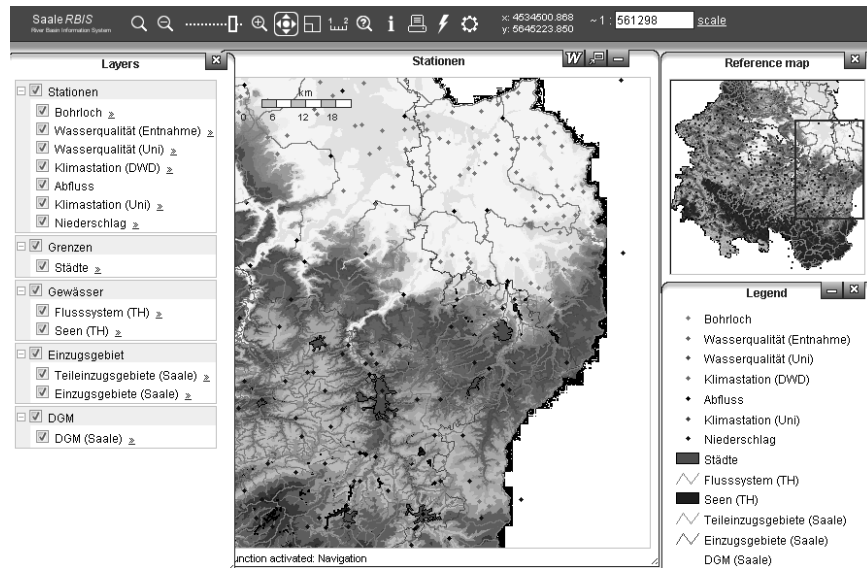 Saale RBIS
River Basin Information System
x: 4534500.868
y: 5645223.850
~ 1 : 561298 scale
Layers
Stationen
Bohrloch »
Wasserqualität (Entnahme) »
Wasserqualität (Uni) »
Klimastation (DWD) »
Abfluss
Klimastation (Uni) »
Niederschlag »
Grenzen
Städte »
Gewässer
Flusssystem (TH) »
Seen (TH) »
Einzugsgebiet
Teileinzugsgebiete (Saale) »
Einzugsgebiete (Saale) »
DGM
DGM (Saale) »
Stationen
W
km
0 6 12 18
unction activated: Navigation
Reference map
Legend
Bohrloch
Wasserqualität (Entnahme)
Wasserqualität (Uni)
Klimastation (DWD)
Abfluss
Klimastation (Uni)
Niederschlag
Städte
Flusssystem (TH)
Seen (TH)
Teileinzugsgebiete (Saale)
Einzugsgebiete (Saale)
DGM (Saale)